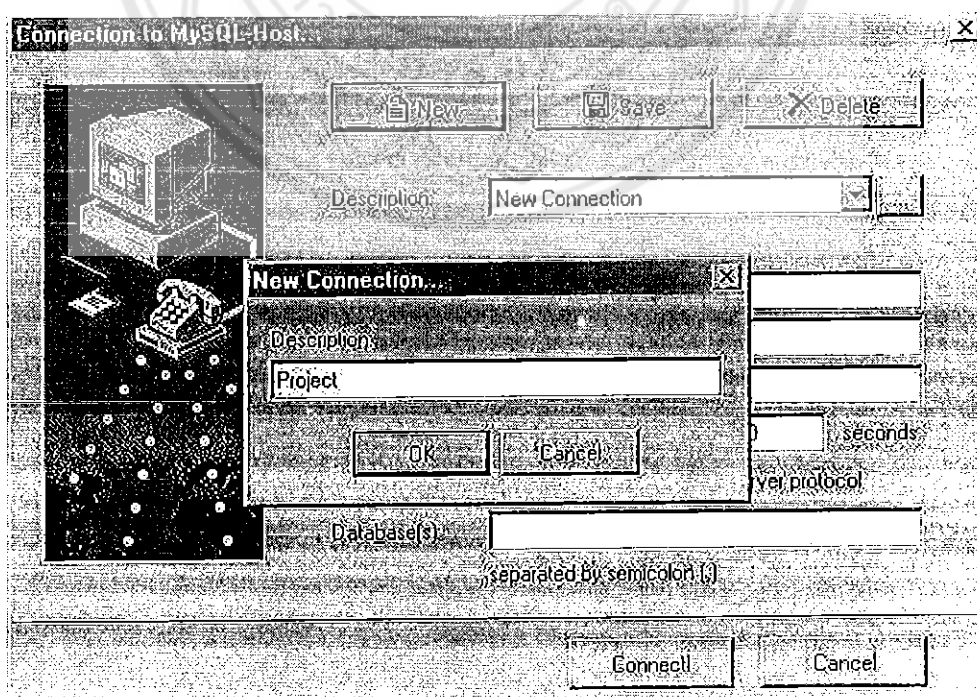 Connection to MySQL-Host...
New Save Delete
Description: New Connection
New Connection...
Description:
Project
OK Cancel
seconds
rver protocol
Database(s):
separated by semicolon (;)
Connect! Cancel